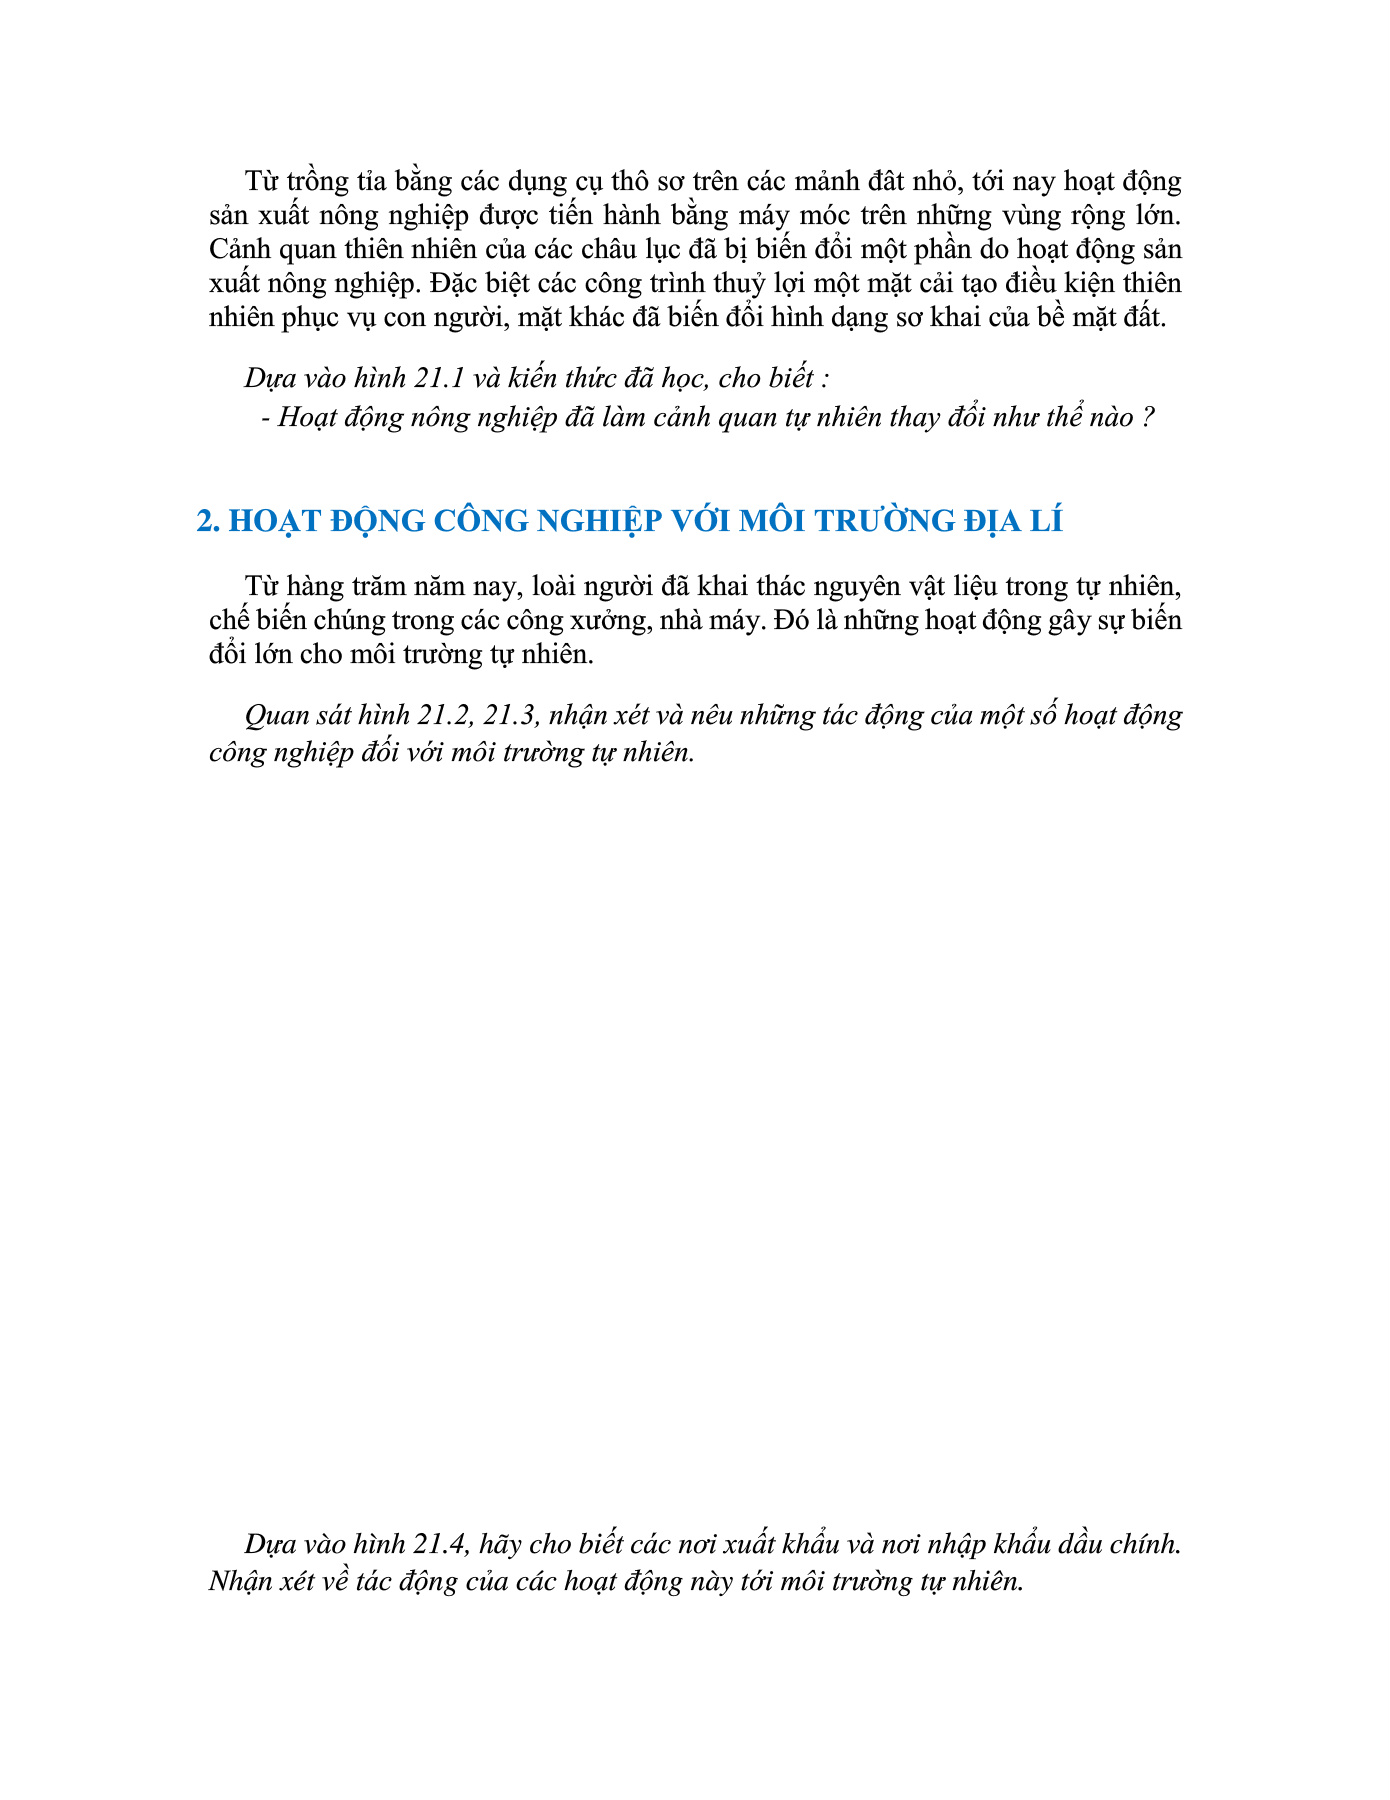 Từ trồng tỉa bằng các dụng cụ thô sơ trên các mảnh đât nhỏ, tới nay hoạt động
sản xuất nông nghiệp được tiến hành bằng máy móc trên những vùng rộng lớn.
Cảnh quan thiên nhiên của các châu lục đã bị biến đổi một phần do hoạt động sản
xuất nông nghiệp. Đặc biệt các công trình thuỷ lợi một mặt cải tạo điều kiện thiên
nhiên phục vụ con người, mặt khác đã biến đổi hình dạng sơ khai của bề mặt đất.
Dựa vào hình 21.1 và kiến thức đã học, cho biết :
- Hoạt động nông nghiệp đã làm cảnh quan tự nhiên thay đổi như thể nào ?
2. HOẠT ĐỘNG CÔNG NGHIỆP VỚI MÔI TRƯỜNG ĐỊA LÍ
Từ hàng trăm năm nay, loài người đã khai thác nguyên vật liệu trong tự nhiên,
chế biến chúng trong các công xưởng, nhà máy. Đó là những hoạt động gây sự biến
đổi lớn cho môi trường tự nhiên.
Quan sát hình 21.2, 21.3, nhận xét và nêu những tác động của một số hoạt động
công nghiệp đối với môi trường tự nhiên.
Dựa vào hình 21.4, hãy cho biết các nơi xuất khẩu và nơi nhập khẩu dầu chính.
Nhận xét về tác động của các hoạt động này tới môi trường tự nhiên.